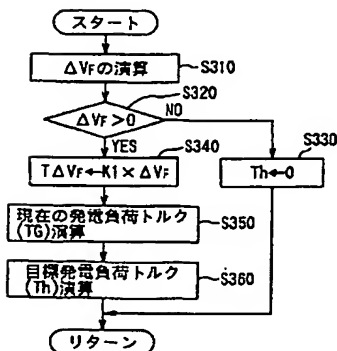 スタート
ΔVFの演算
S310
S320
ΔVF>0
NO
YES
S340
S330
TΔVF←K1×ΔVF
Th←0
現在の発電負荷トルク
(TG)演算
S350
目標発電負荷トルク
(Th)演算
S360
リターン